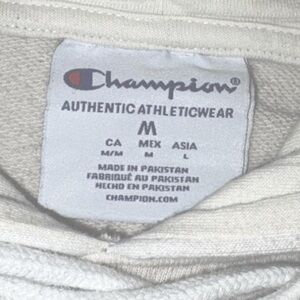 Champion®
AUTHENTIC ATHLETICWEAR
M
CA MEX ASIA
M/M M L
MADE IN PAKISTAN
FABRIQUÉ AU PAKISTAN
HECHO EN PAKISTAN
CHAMPION.COM